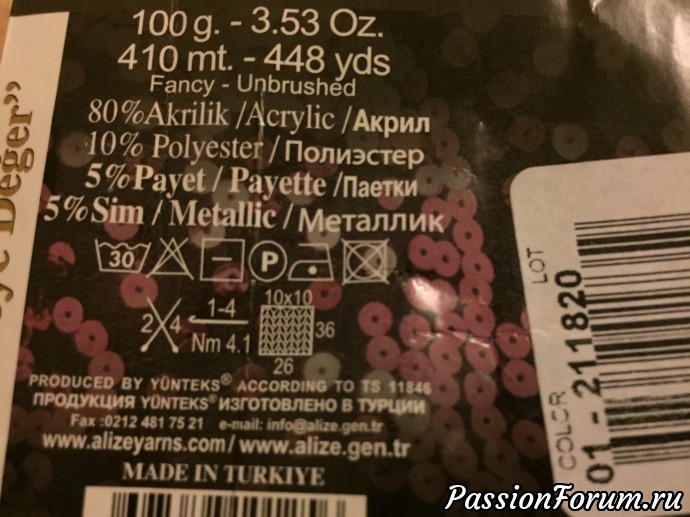 100 g. - 3.53 Oz.
410 mt. - 448 yds
Fancy - Unbrushed
80%Akrilik /Acrylic /Акрил
10% Polyester / Полиэстер
5%Payet / Payette /Паетки
5%Sim / Metallic / Металлик
30 P
2 4 1-4 Nm 4.1 10x10 36 26
PRODUCED BY YÜNTEKS® ACCORDING TO TS 11846
ПРОДУКЦИЯ YÜNTEKS® ИЗГОТОВЛЕНО В ТУРЦИИ
Fax :0212 481 75 21 e-mail: info@alize.gen.tr
www.alizeyarns.com/ www.alize.gen.tr
MADE IN TURKIYE
Değer”
COLOR LOT
01 - 211820
PassionForum.ru